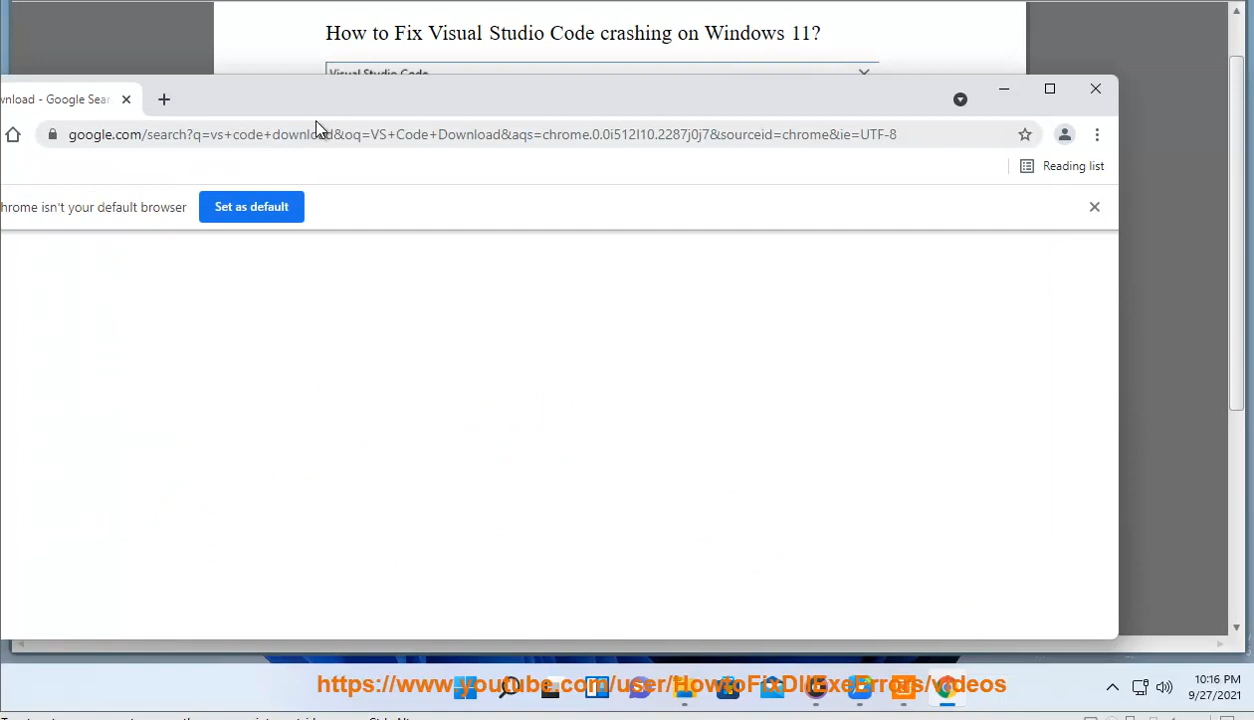 How to Fix Visual Studio Code crashing on Windows 11?
Visual Studio Code
wnload - Google Sear
google.com/search?q=vs+code+download&oq=VS+Code+Download&aqs=chrome.0.0i512l10.2287j0j7&sourceid=chrome&ie=UTF-8
Reading list
hrome isn't your default browser
Set as default
https://www.youtube.com/user/HowtoFixDllExeErrors/videos
10:16 PM
9/27/2021